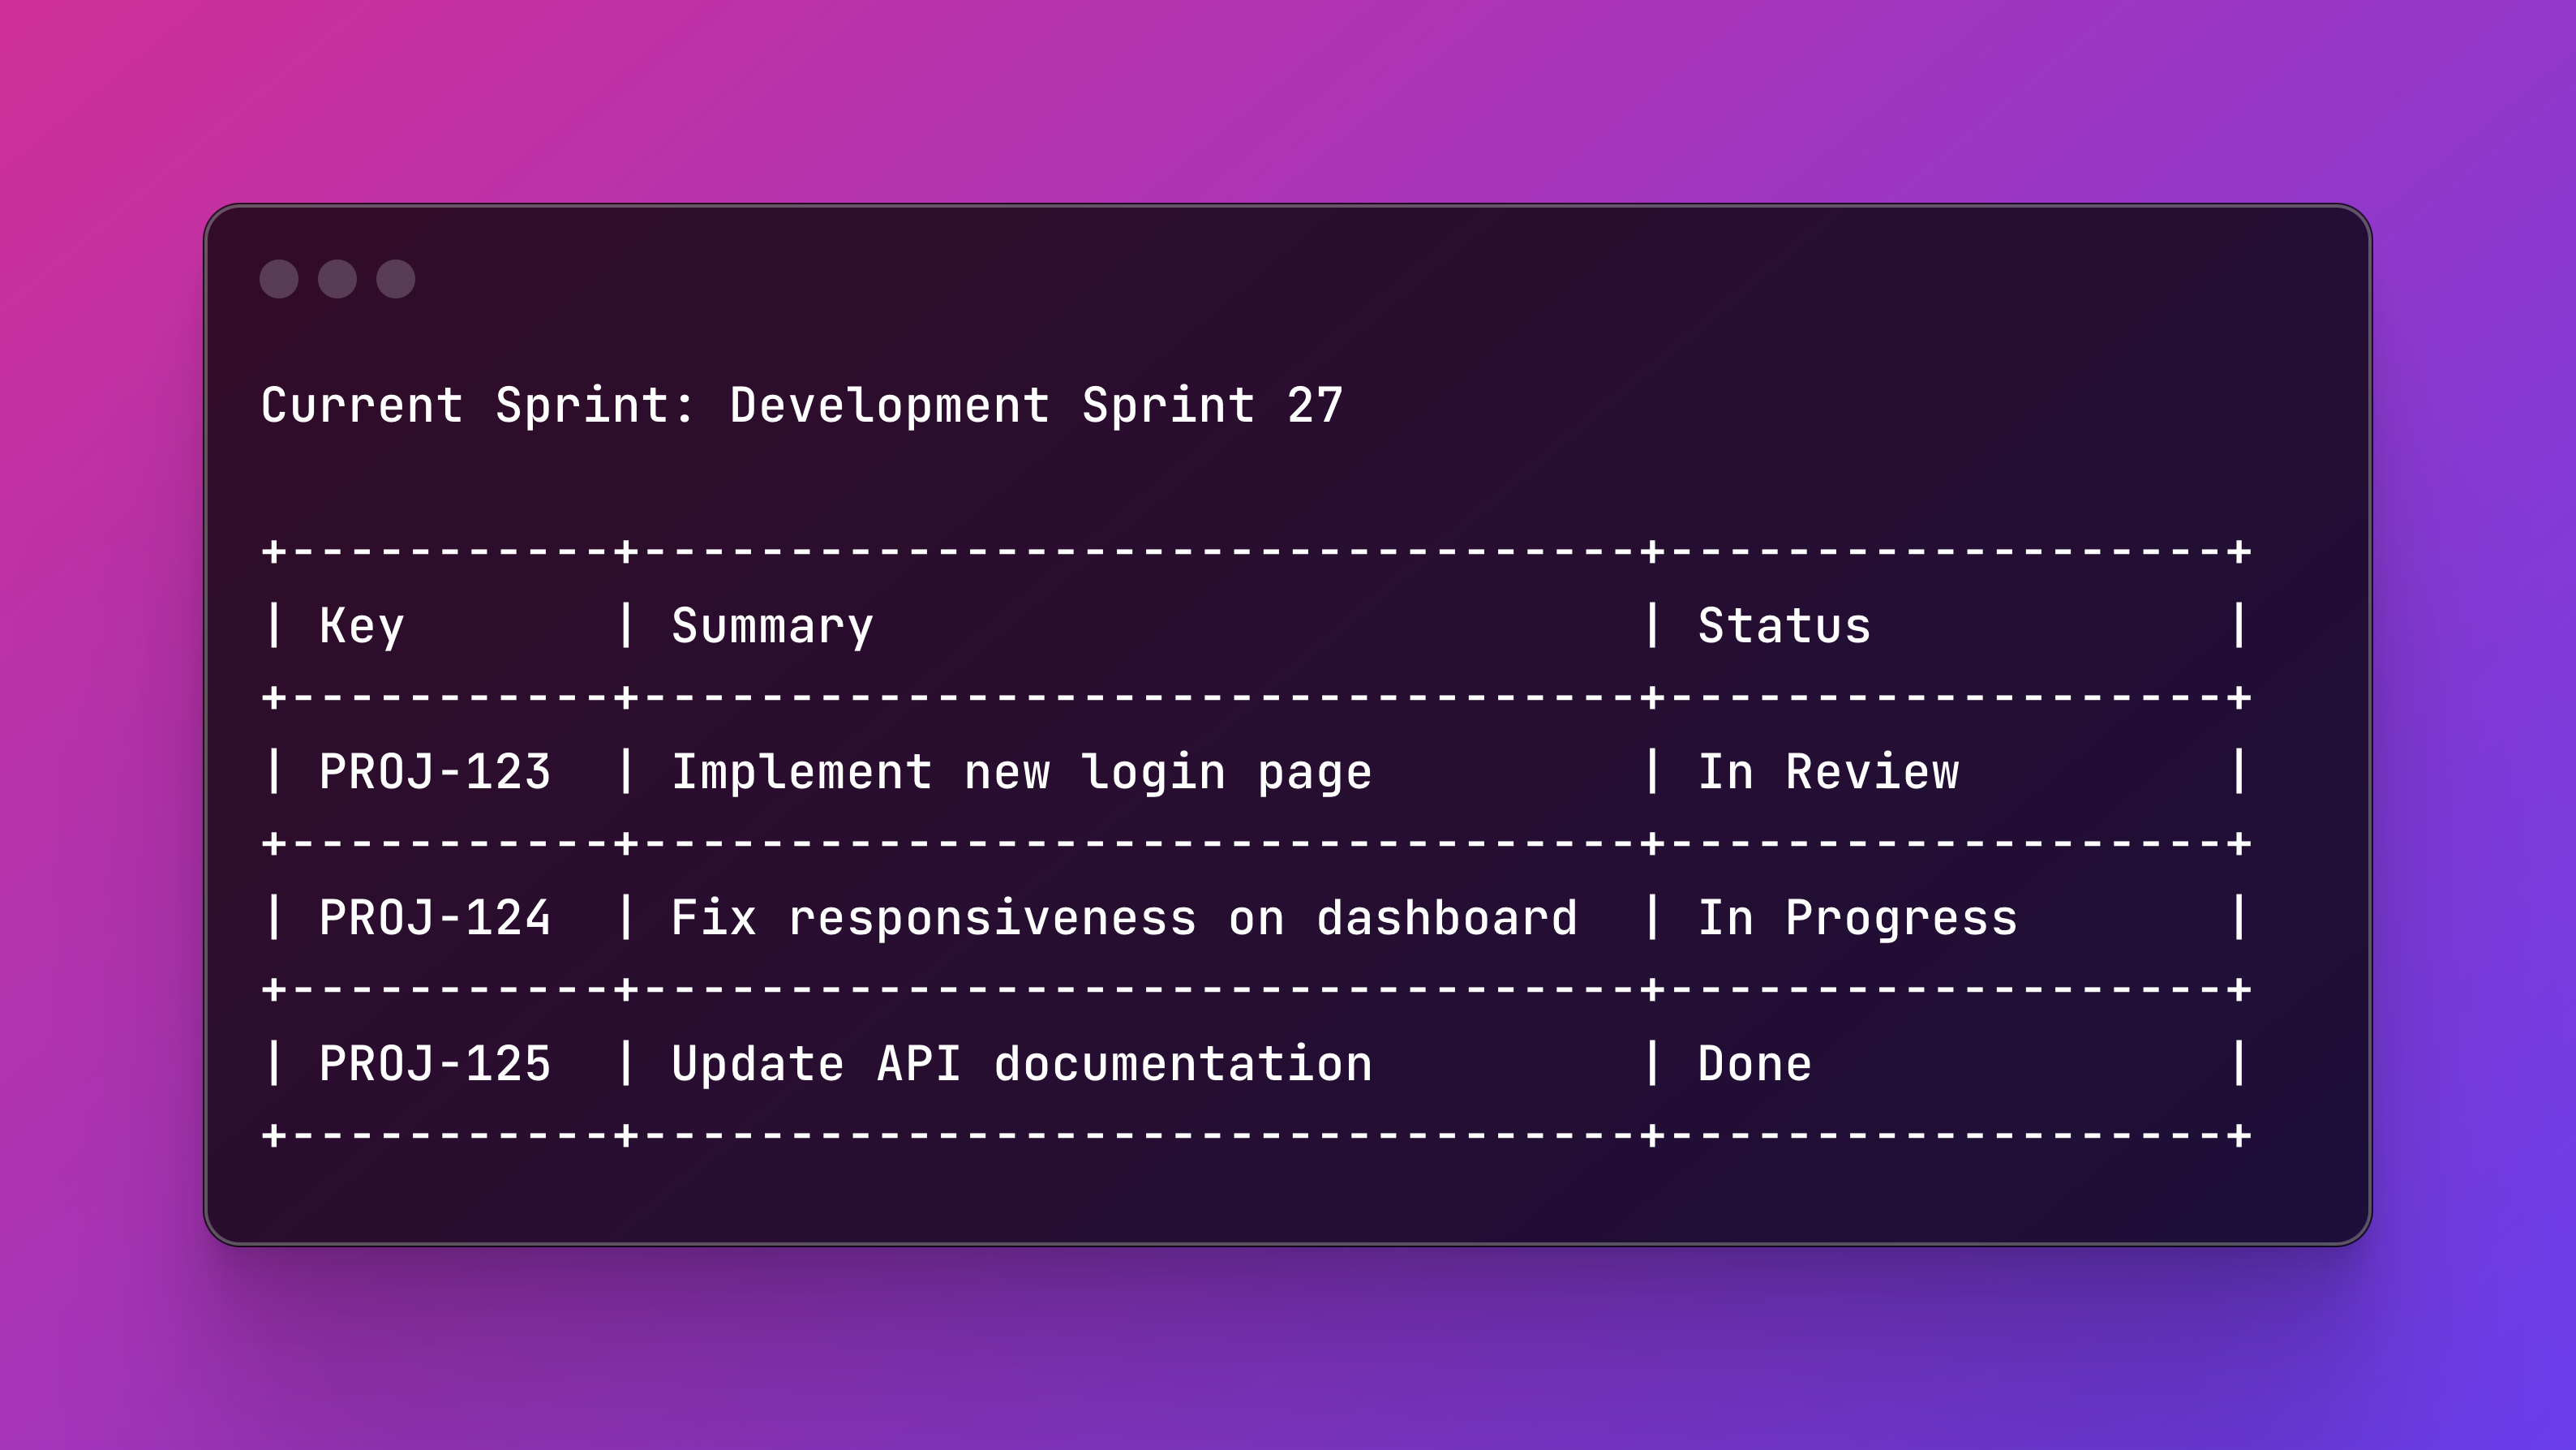 Current Sprint: Development Sprint 27
+-----------+----------------------------------+-------------------+
| Key       | Summary                          | Status            |
+-----------+----------------------------------+-------------------+
| PROJ-123  | Implement new login page         | In Review         |
+-----------+----------------------------------+-------------------+
| PROJ-124  | Fix responsiveness on dashboard  | In Progress       |
+-----------+----------------------------------+-------------------+
| PROJ-125  | Update API documentation         | Done              |
+-----------+----------------------------------+-------------------+